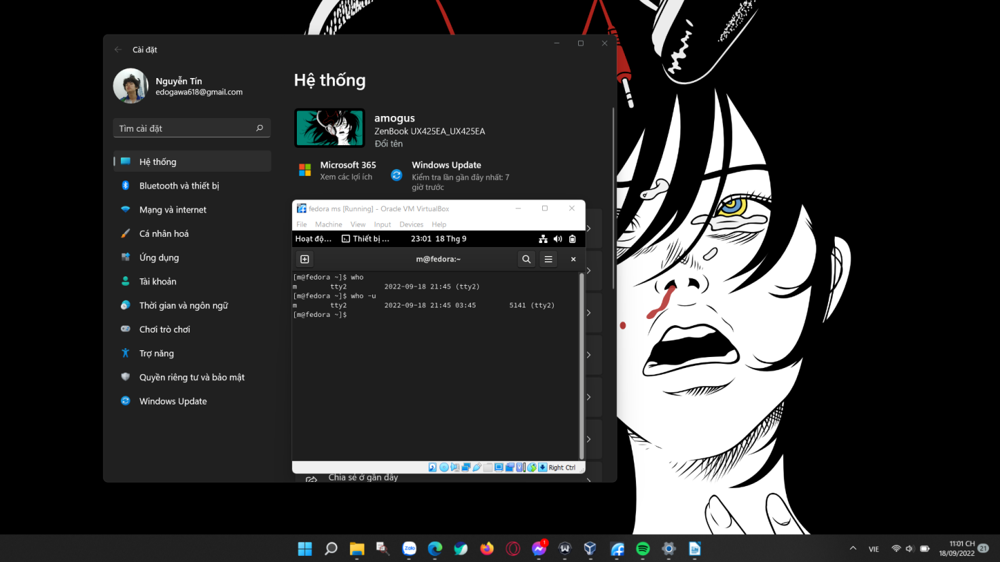 Cài đặt
Nguyễn Tín
edogawa618@gmail.com
Tìm cài đặt
Hệ thống
Bluetooth và thiết bị
Mạng và internet
Cá nhân hoá
Ứng dụng
Tài khoản
Thời gian và ngôn ngữ
Chơi trò chơi
Trợ năng
Quyền riêng tư và bảo mật
Windows Update
Hệ thống
amogus
ZenBook UX425EA_UX425EA
Đổi tên
Microsoft 365
Xem các lợi ích
Windows Update
Kiểm tra lần gần đây nhất: 7
giờ trước
fedora ms [Running] - Oracle VM VirtualBox
File Machine View Input Devices Help
Hoạt độ... Thiết bị ... 23:01 18 Thg 9
m@fedora:~
[m@fedora ~]$ who
m tty2 2022-09-18 21:45 (tty2)
[m@fedora ~]$ who -u
m tty2 2022-09-18 21:45 03:45 5141 (tty2)
[m@fedora ~]$
Right Ctrl
Chia sẻ ở gần đây
Zalo
1
VIE
11:01 CH
18/09/2022
21